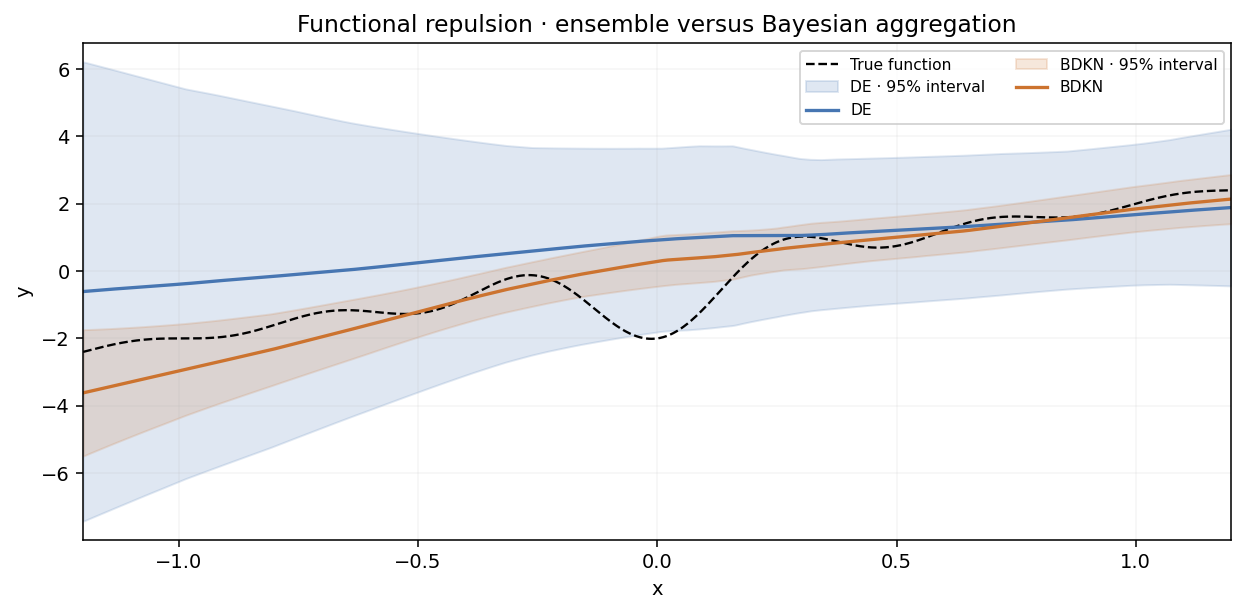 Functional repulsion · ensemble versus Bayesian aggregation
True function
DE · 95% interval
DE
BDKN · 95% interval
BDKN
y
6
4
2
0
−2
−4
−6
−1.0
−0.5
0.0
0.5
1.0
x